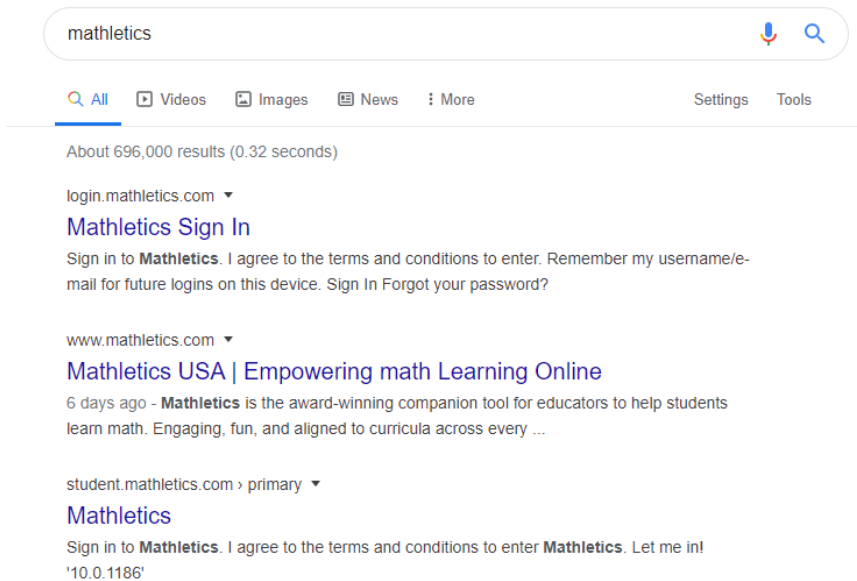 mathletics
All Videos Images News More Settings Tools
About 696,000 results (0.32 seconds)
login.mathletics.com
Mathletics Sign In
Sign in to Mathletics. I agree to the terms and conditions to enter. Remember my username/e-
mail for future logins on this device. Sign In Forgot your password?
www.mathletics.com
Mathletics USA | Empowering math Learning Online
6 days ago - Mathletics is the award-winning companion tool for educators to help students
learn math. Engaging, fun, and aligned to curricula across every ...
student.mathletics.com › primary
Mathletics
Sign in to Mathletics. I agree to the terms and conditions to enter Mathletics. Let me in!
'10.0.1186'